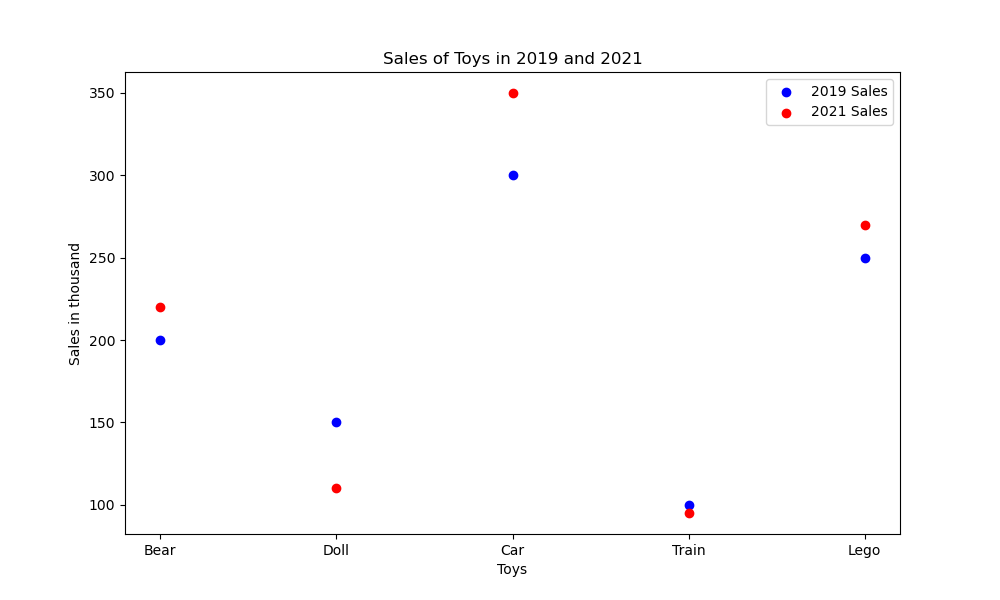 Sales of Toys in 2019 and 2021
2019 Sales
2021 Sales
350
300
250
200
150
100
Sales in thousand
Bear Doll Car Train Lego
Toys